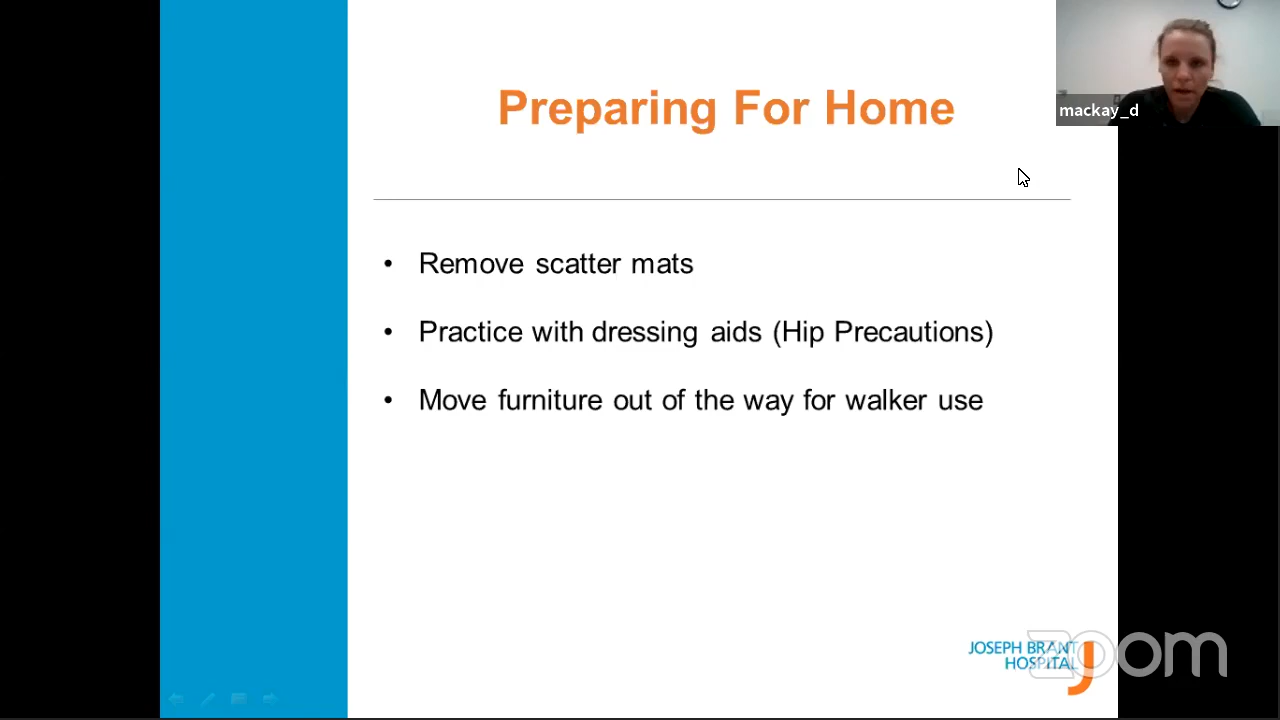 Preparing For Home
mackay_d
• Remove scatter mats
• Practice with dressing aids (Hip Precautions)
• Move furniture out of the way for walker use
JOSEPH BRANT
HOSPITAL
zoom